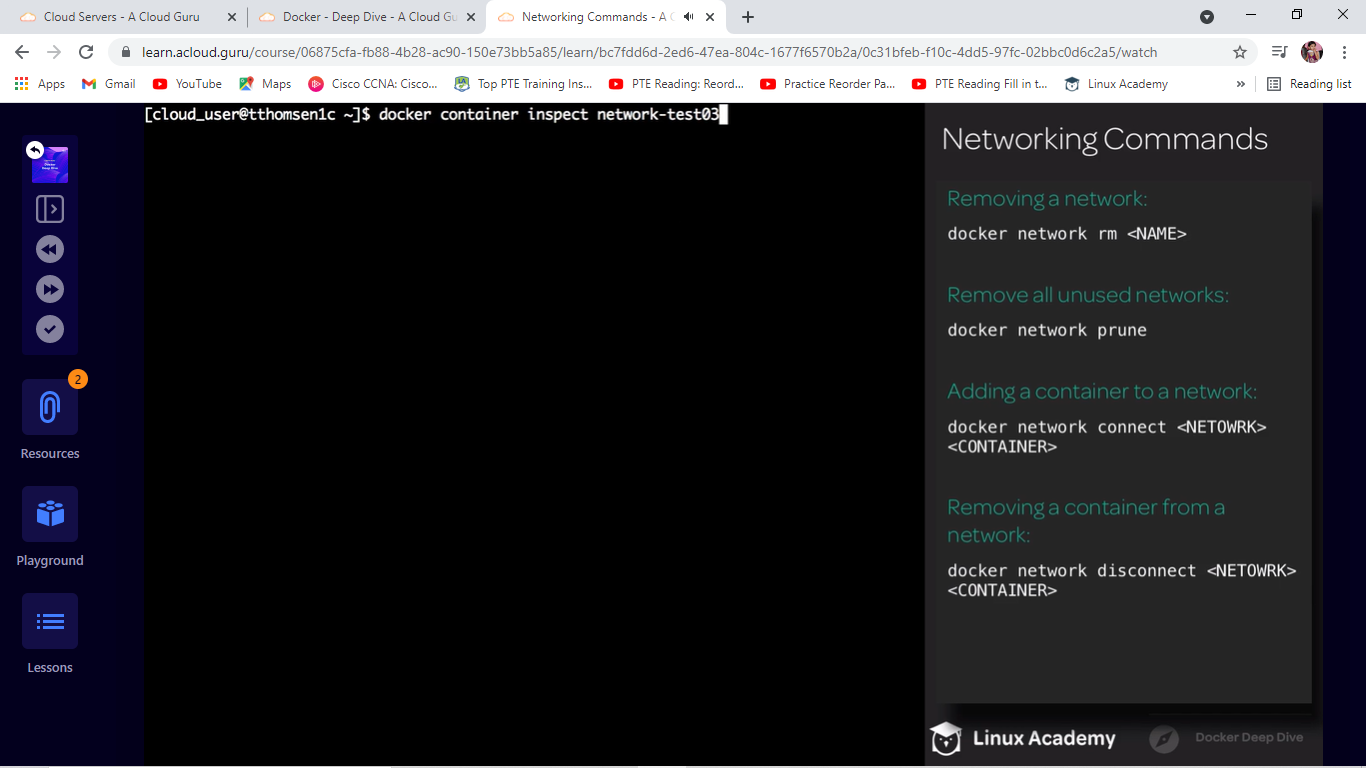 Cloud Servers - A Cloud Guru
Docker - Deep Dive - A Cloud Gu
Networking Commands - A C
learn.acloud.guru/course/06875cfa-fb88-4b28-ac90-150e73bb5a85/learn/bc7fdd6d-2ed6-47ea-804c-1677f6570b2a/0c31bfeb-f10c-4dd5-97fc-02bbc0d6c2a5/watch
Apps
Gmail
YouTube
Maps
Cisco CCNA: Cisco...
Top PTE Training Ins...
PTE Reading: Reord...
Practice Reorder Pa...
PTE Reading Fill in t...
Linux Academy
»
Reading list
Docker
Deep Dive
2
Resources
Playground
Lessons
[cloud_user@tthomsen1c ~]$ docker container inspect network-test03
Networking Commands
Removing a network:
docker network rm <NAME>
Remove all unused networks:
docker network prune
Adding a container to a network:
docker network connect <NETOWRK>
<CONTAINER>
Removing a container from a
network:
docker network disconnect <NETOWRK>
<CONTAINER>
Linux Academy
Docker Deep Dive